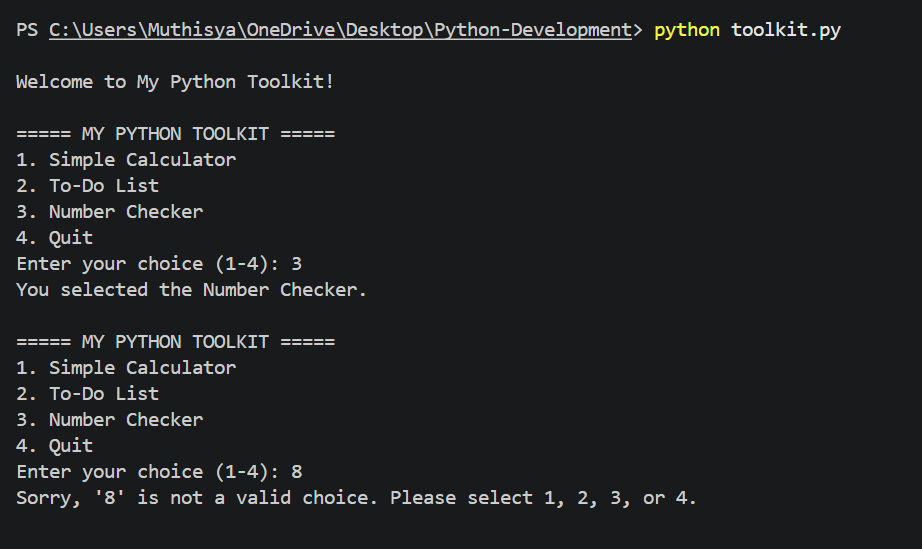 PS C:\Users\Muthisya\OneDrive\Desktop\Python-Development> python toolkit.py
Welcome to My Python Toolkit!
===== MY PYTHON TOOLKIT =====
1. Simple Calculator
2. To-Do List
3. Number Checker
4. Quit
Enter your choice (1-4): 3
You selected the Number Checker.
===== MY PYTHON TOOLKIT =====
1. Simple Calculator
2. To-Do List
3. Number Checker
4. Quit
Enter your choice (1-4): 8
Sorry, '8' is not a valid choice. Please select 1, 2, 3, or 4.